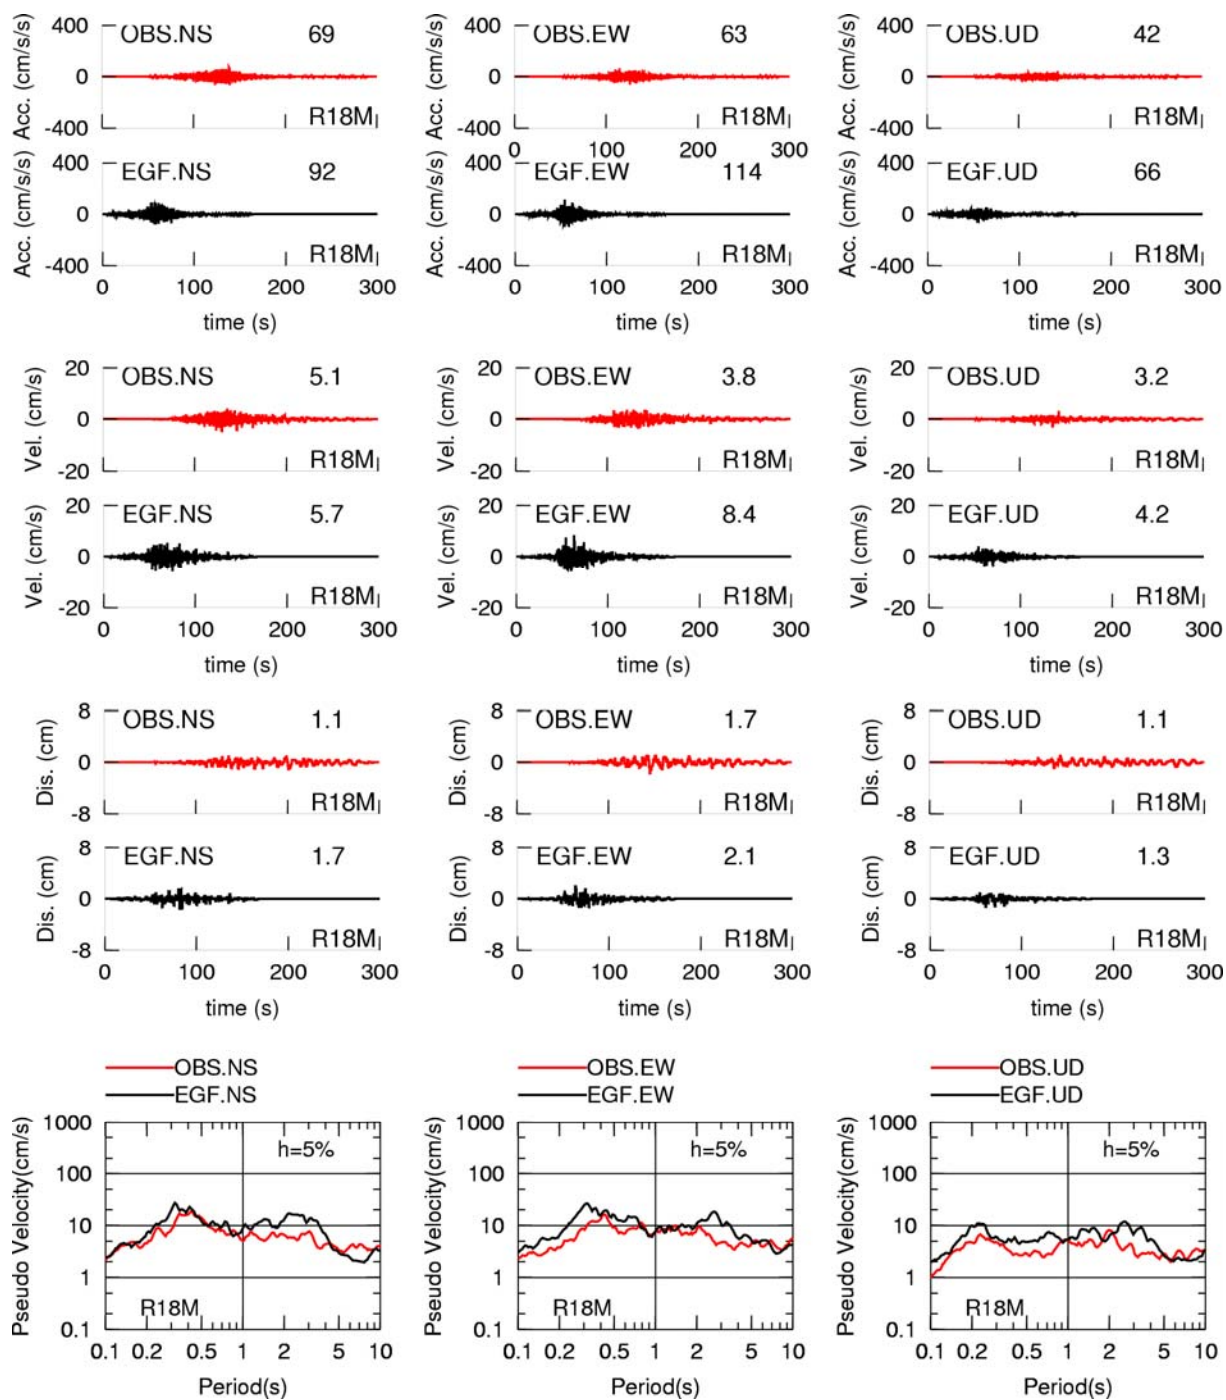 400 OBS.NS 69 400 OBS.EW 63 400 OBS.UD 42
Acc. (cm/s/s) 0 Acc. (cm/s/s) 0 Acc. (cm/s/s) 0
-400 R18M -400 R18M -400 R18M
0 100 200 300
400 EGF.NS 92 400 EGF.EW 114 400 EGF.UD 66
Acc. (cm/s/s) 0 Acc. (cm/s/s) 0 Acc. (cm/s/s) 0
-400 R18M -400 R18M -400 R18M
0 100 200 300 0 100 200 300 0 100 200 300
time (s) time (s) time (s)
20 OBS.NS 5.1 20 OBS.EW 3.8 20 OBS.UD 3.2
Vel. (cm/s) 0 Vel. (cm/s) 0 Vel. (cm/s) 0
-20 R18M -20 R18M -20 R18M
20 EGF.NS 5.7 20 EGF.EW 8.4 20 EGF.UD 4.2
Vel. (cm/s) 0 Vel. (cm/s) 0 Vel. (cm/s) 0
-20 R18M -20 R18M -20 R18M
0 100 200 300 0 100 200 300 0 100 200 300
time (s) time (s) time (s)
8 OBS.NS 1.1 8 OBS.EW 1.7 8 OBS.UD 1.1
Dis. (cm) 0 Dis. (cm) 0 Dis. (cm) 0
-8 R18M -8 R18M -8 R18M
8 EGF.NS 1.7 8 EGF.EW 2.1 8 EGF.UD 1.3
Dis. (cm) 0 Dis. (cm) 0 Dis. (cm) 0
-8 R18M -8 R18M -8 R18M
0 100 200 300 0 100 200 300 0 100 200 300
time (s) time (s) time (s)
OBS.NS OBS.EW OBS.UD
EGF.NS EGF.EW EGF.UD
1000 1000 1000
h=5% h=5% h=5%
100 100 100
Pseudo Velocity(cm/s) 10 Pseudo Velocity(cm/s) 10 Pseudo Velocity(cm/s) 10
1 1 1
R18M R18M R18M
0.1 0.1 0.1
0.1 0.2 0.5 1 2 5 10 0.1 0.2 0.5 1 2 5 10 0.1 0.2 0.5 1 2 5 10
Period(s) Period(s) Period(s)